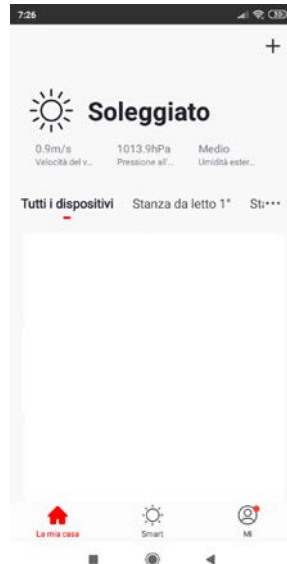 7:26
+
Soleggiato
0.9m/s 1013.9hPa Medio
Velocità del v... Pressione all'... Umidità ester...
Tutti i dispositivi Stanza da letto 1° St...
La mia casa Smart Mi